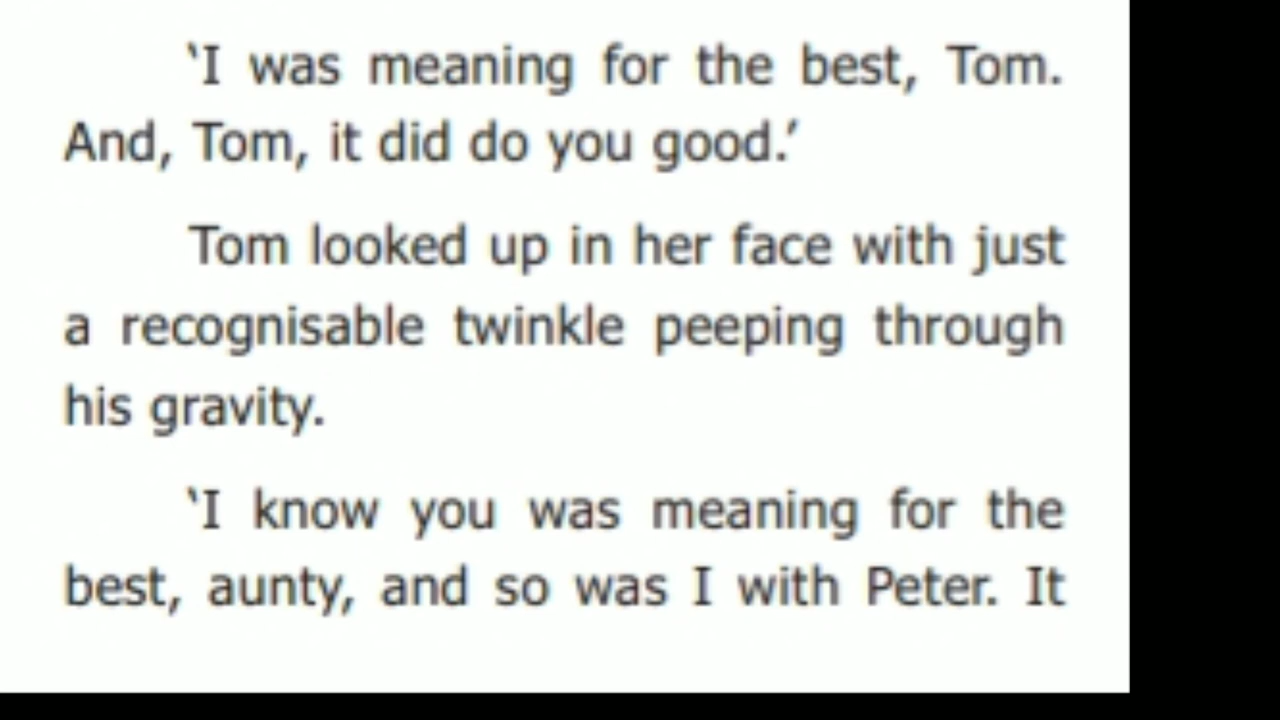 ‘I was meaning for the best, Tom.
And, Tom, it did do you good.’
Tom looked up in her face with just
a recognisable twinkle peeping through
his gravity.
‘I know you was meaning for the
best, aunty, and so was I with Peter. It